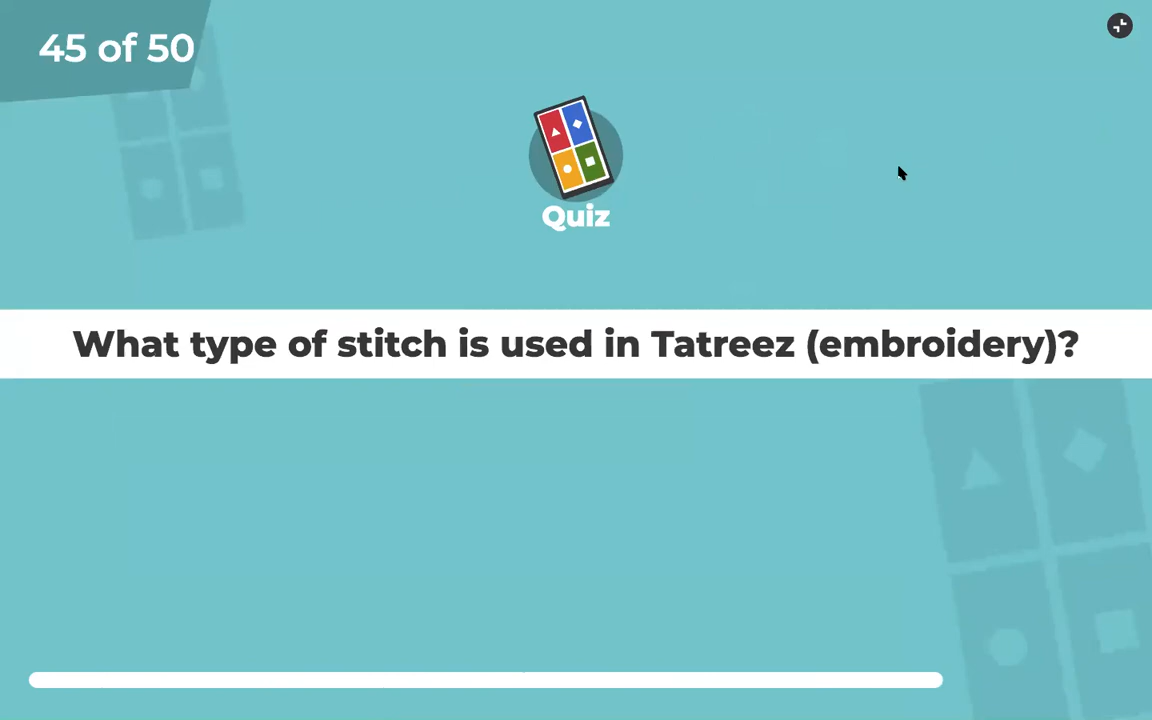 45 of 50
Quiz
What type of stitch is used in Tatreez (embroidery)?